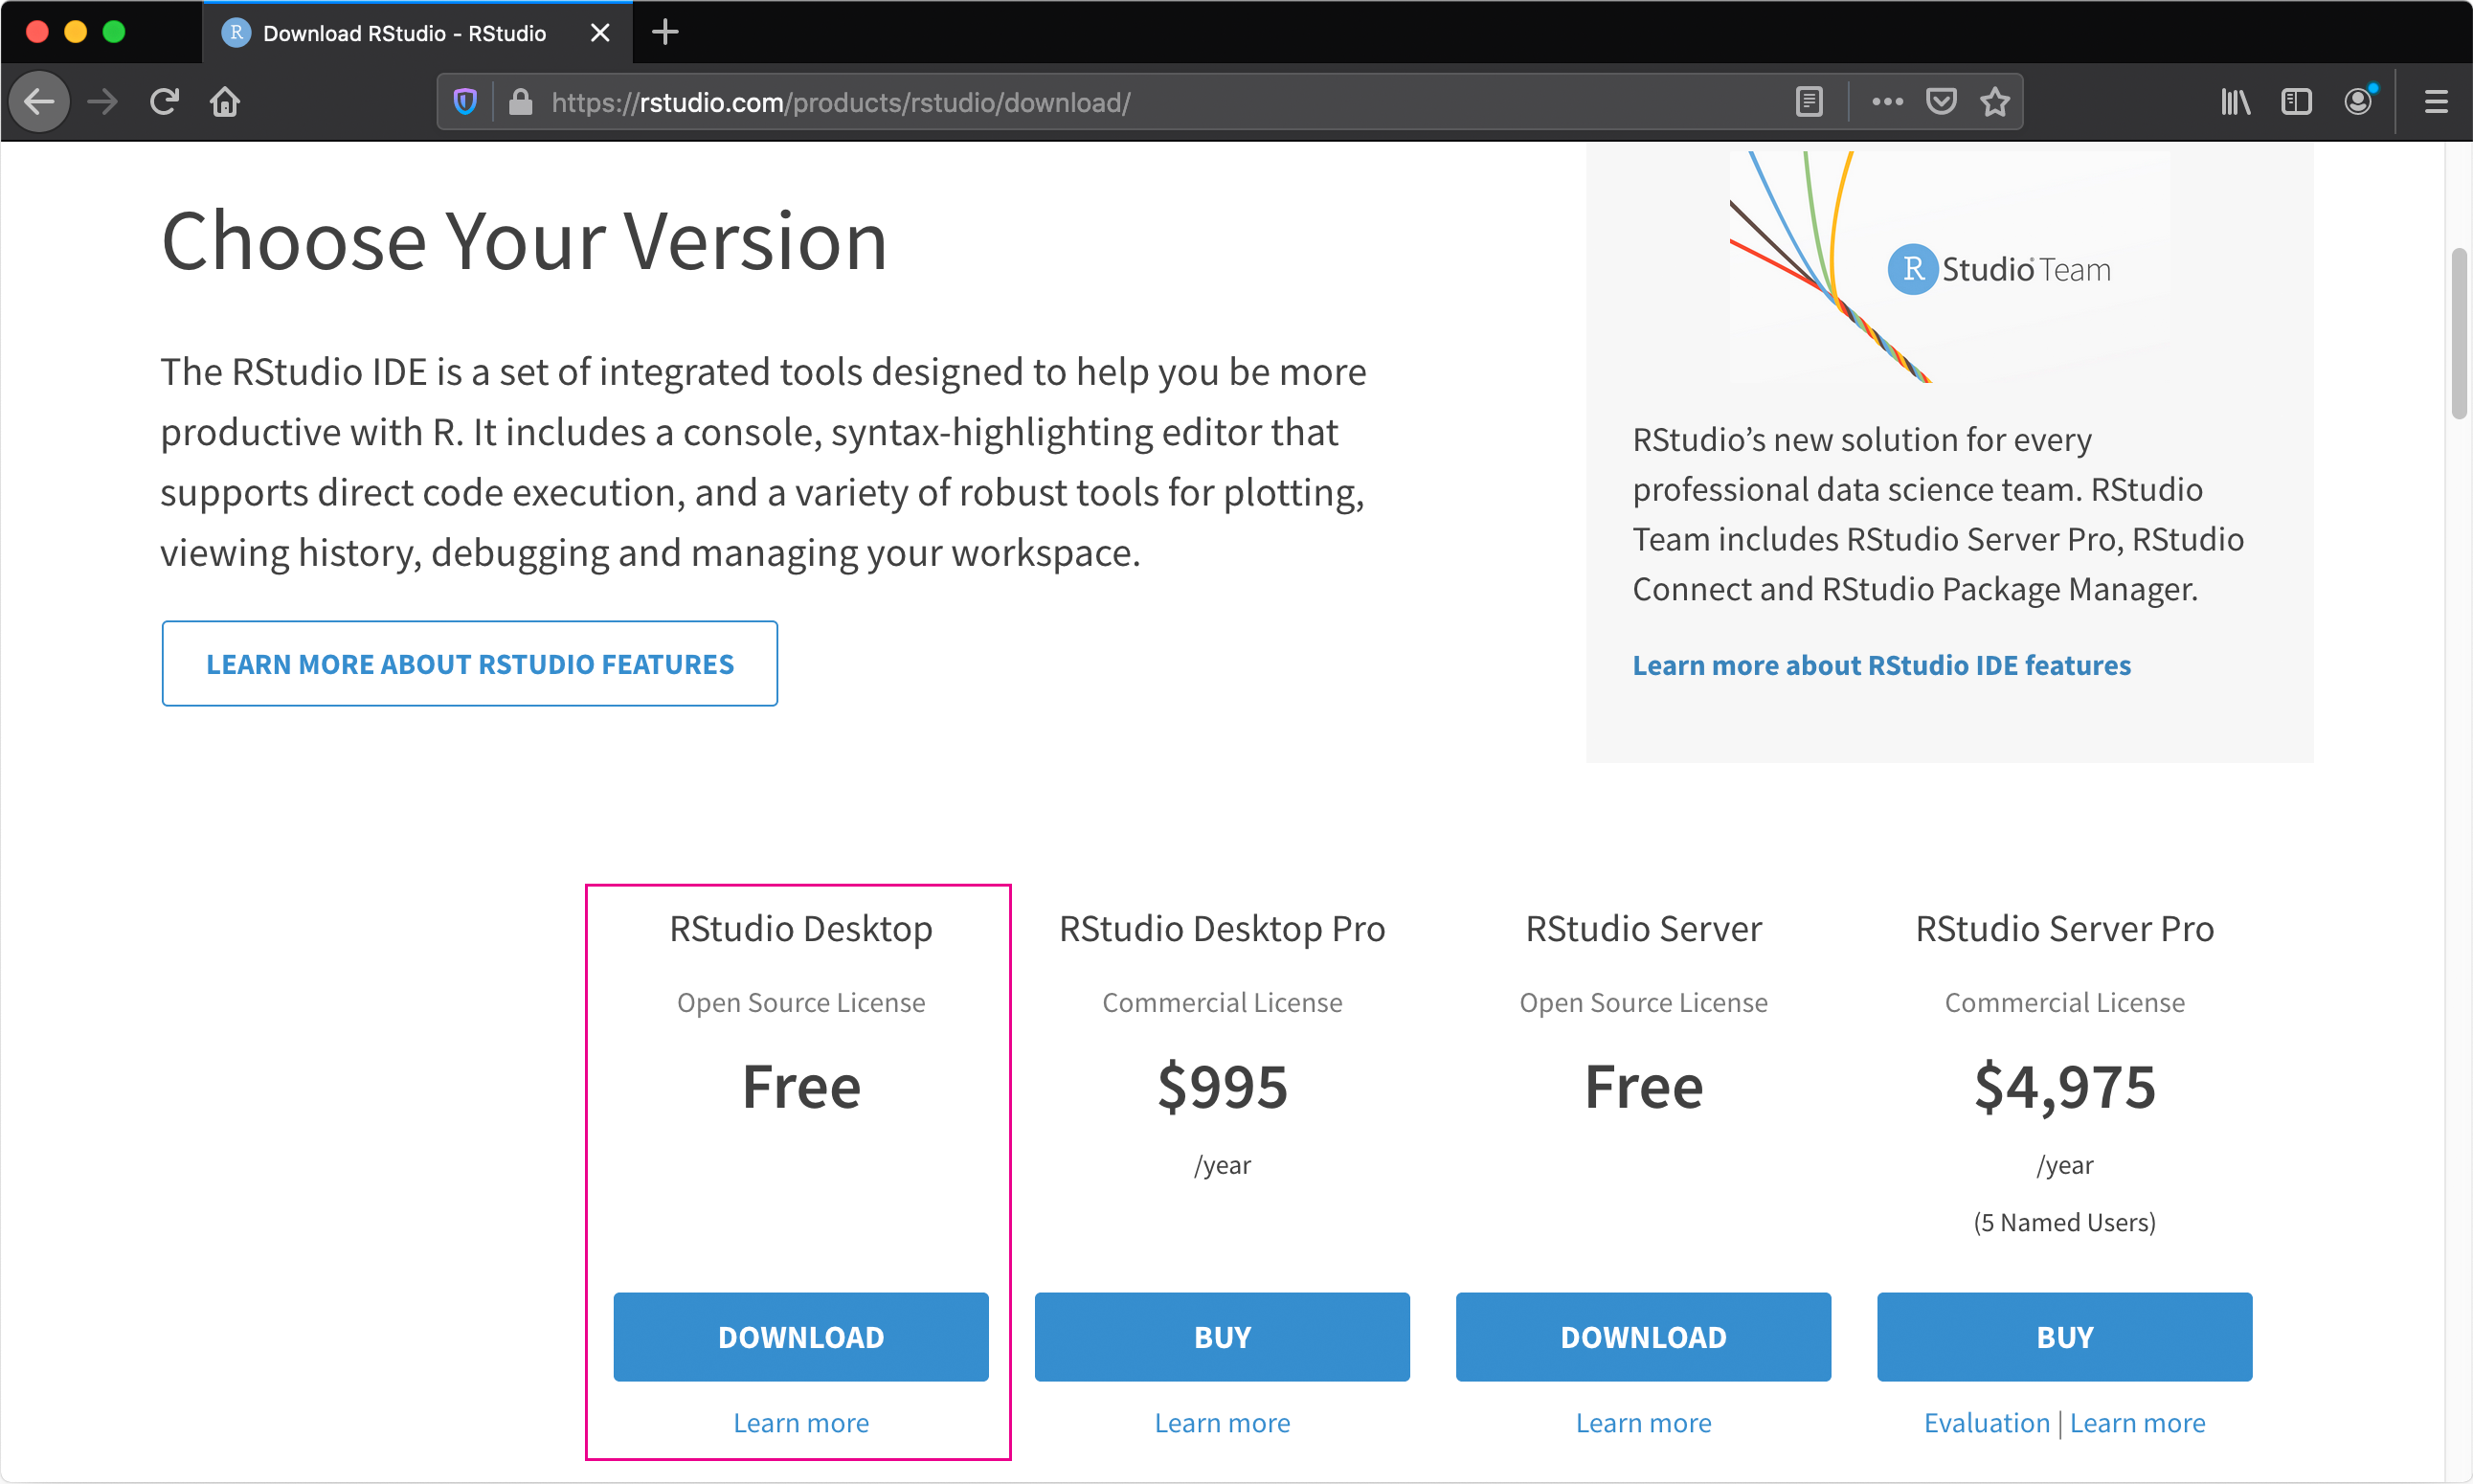 R Download RStudio - RStudio
https://rstudio.com/products/rstudio/download/
Choose Your Version
The RStudio IDE is a set of integrated tools designed to help you be more
productive with R. It includes a console, syntax-highlighting editor that
supports direct code execution, and a variety of robust tools for plotting,
viewing history, debugging and managing your workspace.
LEARN MORE ABOUT RSTUDIO FEATURES
R Studio Team
RStudio’s new solution for every
professional data science team. RStudio
Team includes RStudio Server Pro, RStudio
Connect and RStudio Package Manager.
Learn more about RStudio IDE features
RStudio Desktop
Open Source License
Free
DOWNLOAD
Learn more
RStudio Desktop Pro
Commercial License
$995
/year
BUY
Learn more
RStudio Server
Open Source License
Free
DOWNLOAD
Learn more
RStudio Server Pro
Commercial License
$4,975
/year
(5 Named Users)
BUY
Evaluation | Learn more